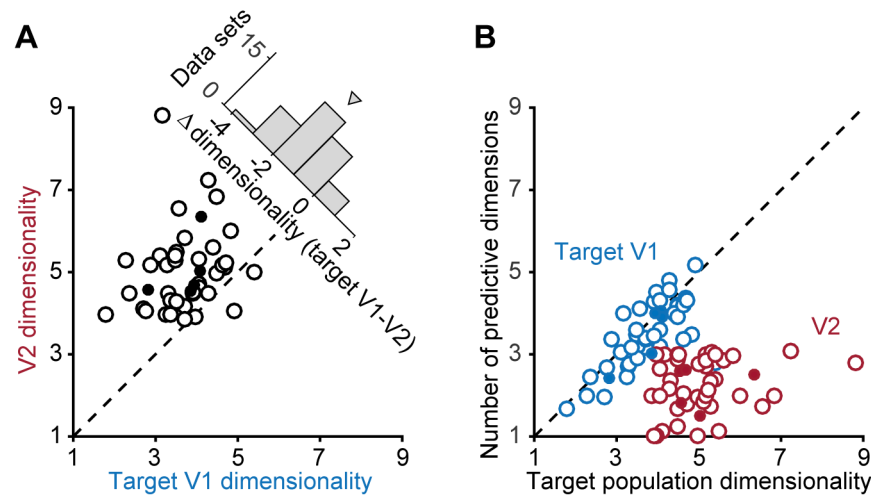 A
Data sets
0
15
-4
-2
0
2
Δ dimensionality (target V1-V2)
V2 dimensionality
9
7
5
3
1
1
3
5
7
9
Target V1 dimensionality
B
Number of predictive dimensions
9
7
5
3
1
Target V1
V2
1
3
5
7
9
Target population dimensionality